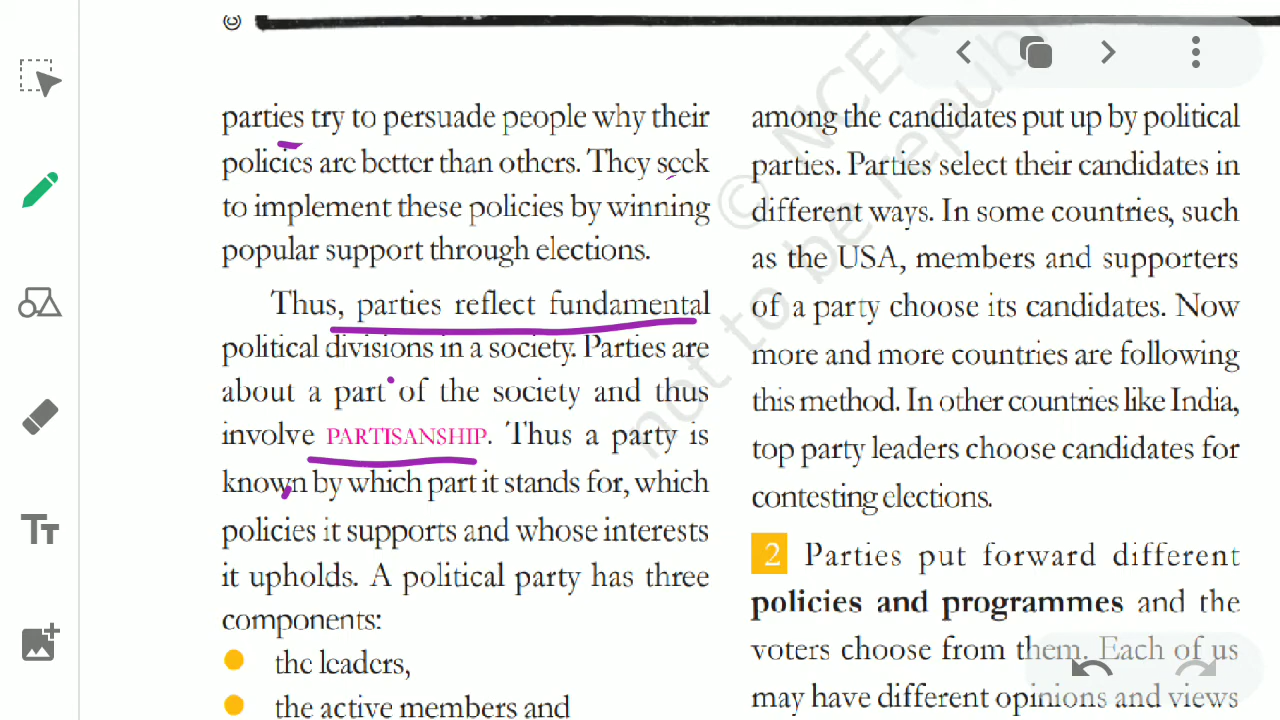 ©
parties try to persuade people why their
policies are better than others. They seek
to implement these policies by winning
popular support through elections.
Thus, parties reflect fundamental
political divisions in a society. Parties are
about a part of the society and thus
involve PARTISANSHIP. Thus a party is
known by which part it stands for, which
policies it supports and whose interests
it upholds. A political party has three
components:
the leaders,
the active members and
among the candidates put up by political
parties. Parties select their candidates in
different ways. In some countries, such
as the USA, members and supporters
of a party choose its candidates. Now
more and more countries are following
this method. In other countries like India,
top party leaders choose candidates for
contesting elections.
2 Parties put forward different
policies and programmes and the
voters choose from them. Each of us
may have different opinions and views
©
not to be
Tт